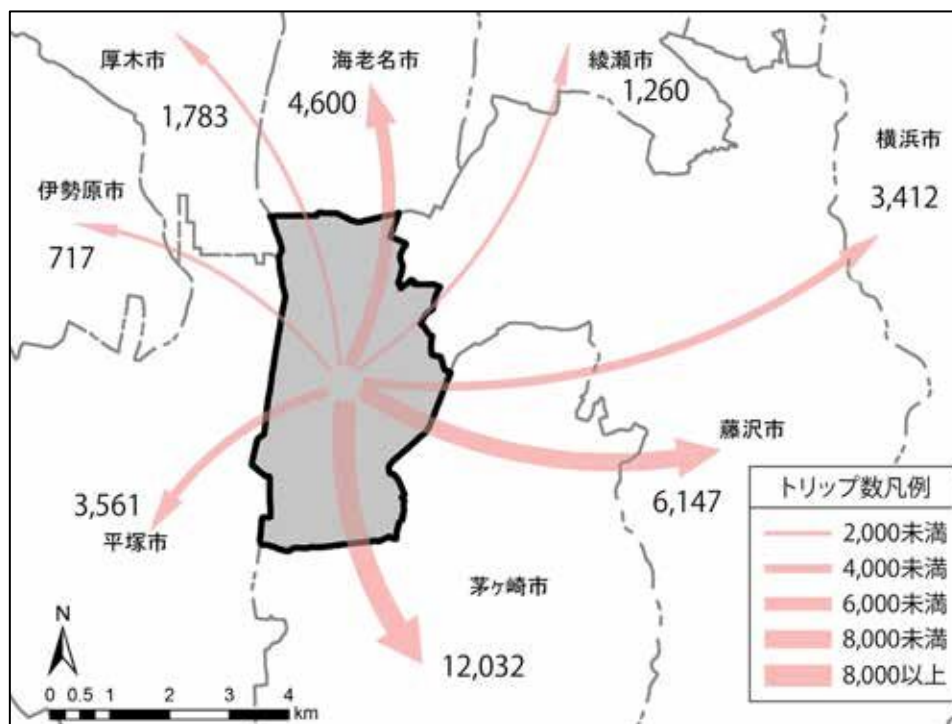 厚木市
1,783
海老名市
4,600
綾瀬市
1,260
横浜市
3,412
伊勢原市
717
藤沢市
6,147
3,561
平塚市
茅ヶ崎市
12,032
トリップ数凡例
2,000未満
4,000未満
6,000未満
8,000未満
8,000以上
N
0 0.5 1 2 3 4
km